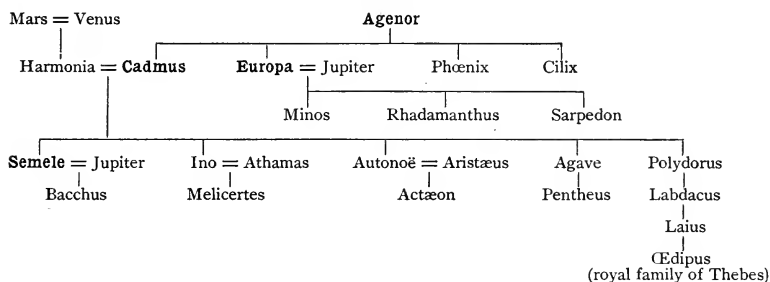 Mars = Venus Agenor
Harmonia = Cadmus Europa = Jupiter Phœnix Cilix
Minos Rhadamanthus Sarpedon
Semele = Jupiter Ino = Athamas Autonoë = Aristæus Agave Polydorus
Bacchus Melicertes Actæon Pentheus Labdacus
Laius
Œdipus
(royal family of Thebes)